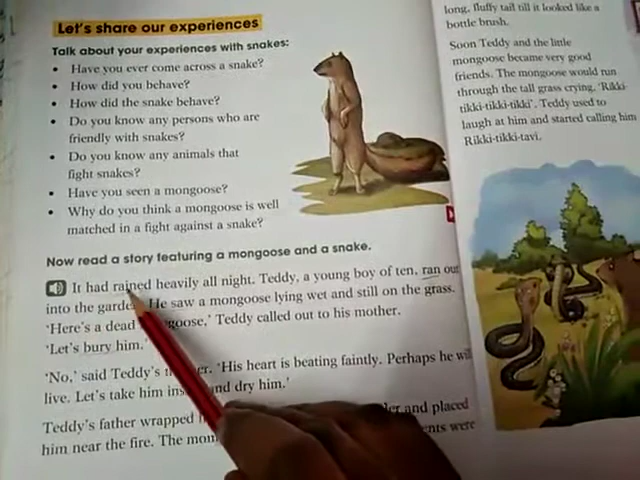 Let's share our experiences
Talk about your experiences with snakes:
• Have you ever come across a snake?
• How did you behave?
• How did the snake behave?
• Do you know any persons who are
friendly with snakes?
• Do you know any animals that
fight snakes?
• Have you seen a mongoose?
• Why do you think a mongoose is well
matched in a fight against a snake?
Now read a story featuring a mongoose and a snake.
It had rained heavily all night. Teddy, a young boy of ten, ran out
into the garden. He saw a mongoose lying wet and still on the grass.
'Here's a dead mongoose,' Teddy called out to his mother.
'Let's bury him.'
'No,' said Teddy's 'His heart is beating faintly. Perhaps he will
live. Let's take him and dry him.'
Teddy's father wrapped and placed
him near the fire. The were
long, fluffy tail till it looked like a
bottle brush.
Soon Teddy and the little
mongoose became very good
friends. The mongoose would run
through the tall grass crying, 'Rikki-
tikki-tikki-tikki'. Teddy used to
laugh at him and started calling him
Rikki-tikki-tavi.